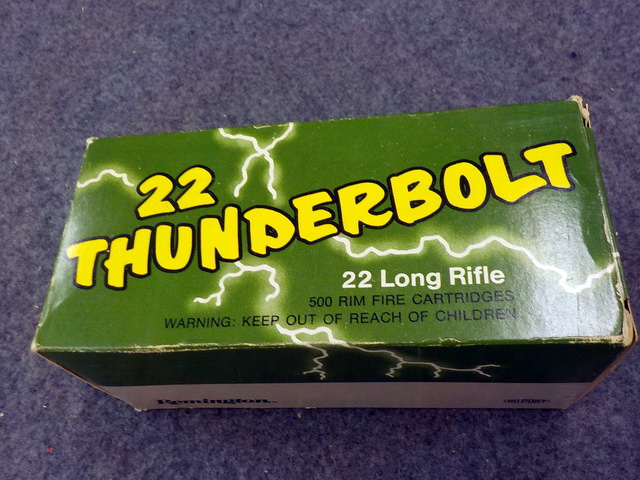 22
THUNDERBOLT
22 Long Rifle
500 RIM FIRE CARTRIDGES
WARNING: KEEP OUT OF REACH OF CHILDREN
Remington